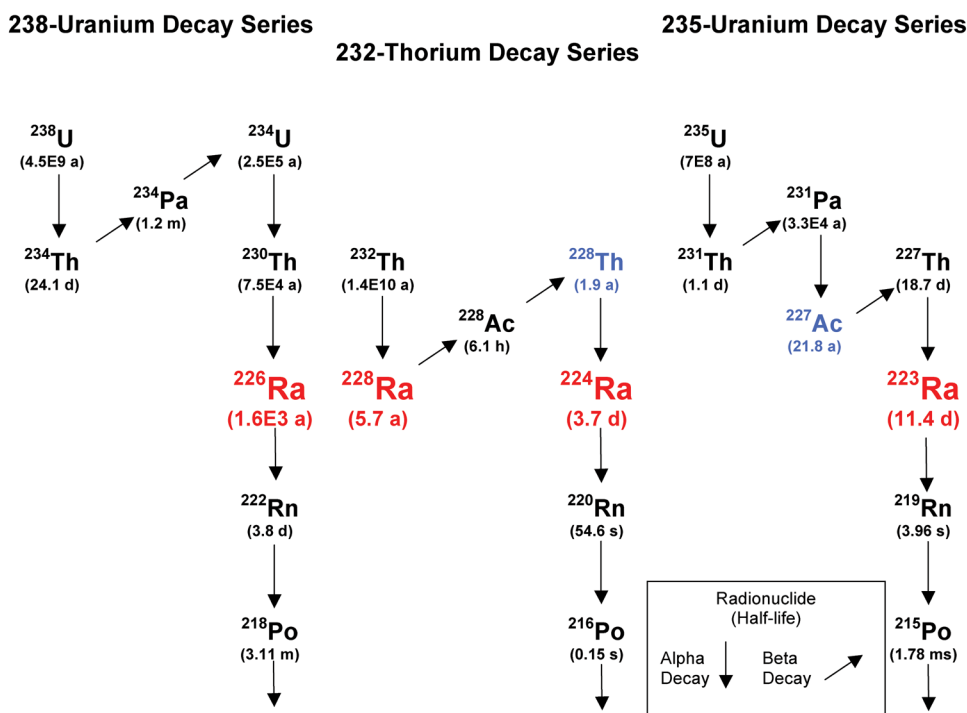 238-Uranium Decay Series
232-Thorium Decay Series
235-Uranium Decay Series
²³⁸U
(4.5E9 a)
²³⁴Pa
(1.2 m)
²³⁴U
(2.5E5 a)
²³⁴Th
(24.1 d)
²³⁰Th
(7.5E4 a)
²²⁶Ra
(1.6E3 a)
²²²Rn
(3.8 d)
²¹⁸Po
(3.11 m)
²³²Th
(1.4E10 a)
²²⁸Ra
(5.7 a)
²²⁸Ac
(6.1 h)
²²⁸Th
(1.9 a)
²²⁴Ra
(3.7 d)
²²⁰Rn
(54.6 s)
²¹⁶Po
(0.15 s)
²³⁵U
(7E8 a)
²³¹Th
(1.1 d)
²³¹Pa
(3.3E4 a)
²²⁷Ac
(21.8 a)
²²⁷Th
(18.7 d)
²²³Ra
(11.4 d)
²¹⁹Rn
(3.96 s)
²¹⁵Po
(1.78 ms)
Radionuclide
(Half-life)
Alpha
Decay
Beta
Decay